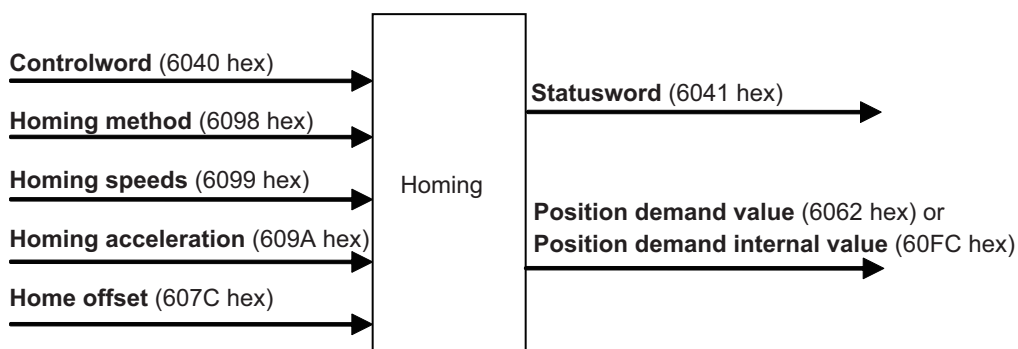 Controlword (6040 hex)
Homing method (6098 hex)
Homing speeds (6099 hex)
Homing acceleration (609A hex)
Home offset (607C hex)
Homing
Statusword (6041 hex)
Position demand value (6062 hex) or
Position demand internal value (60FC hex)